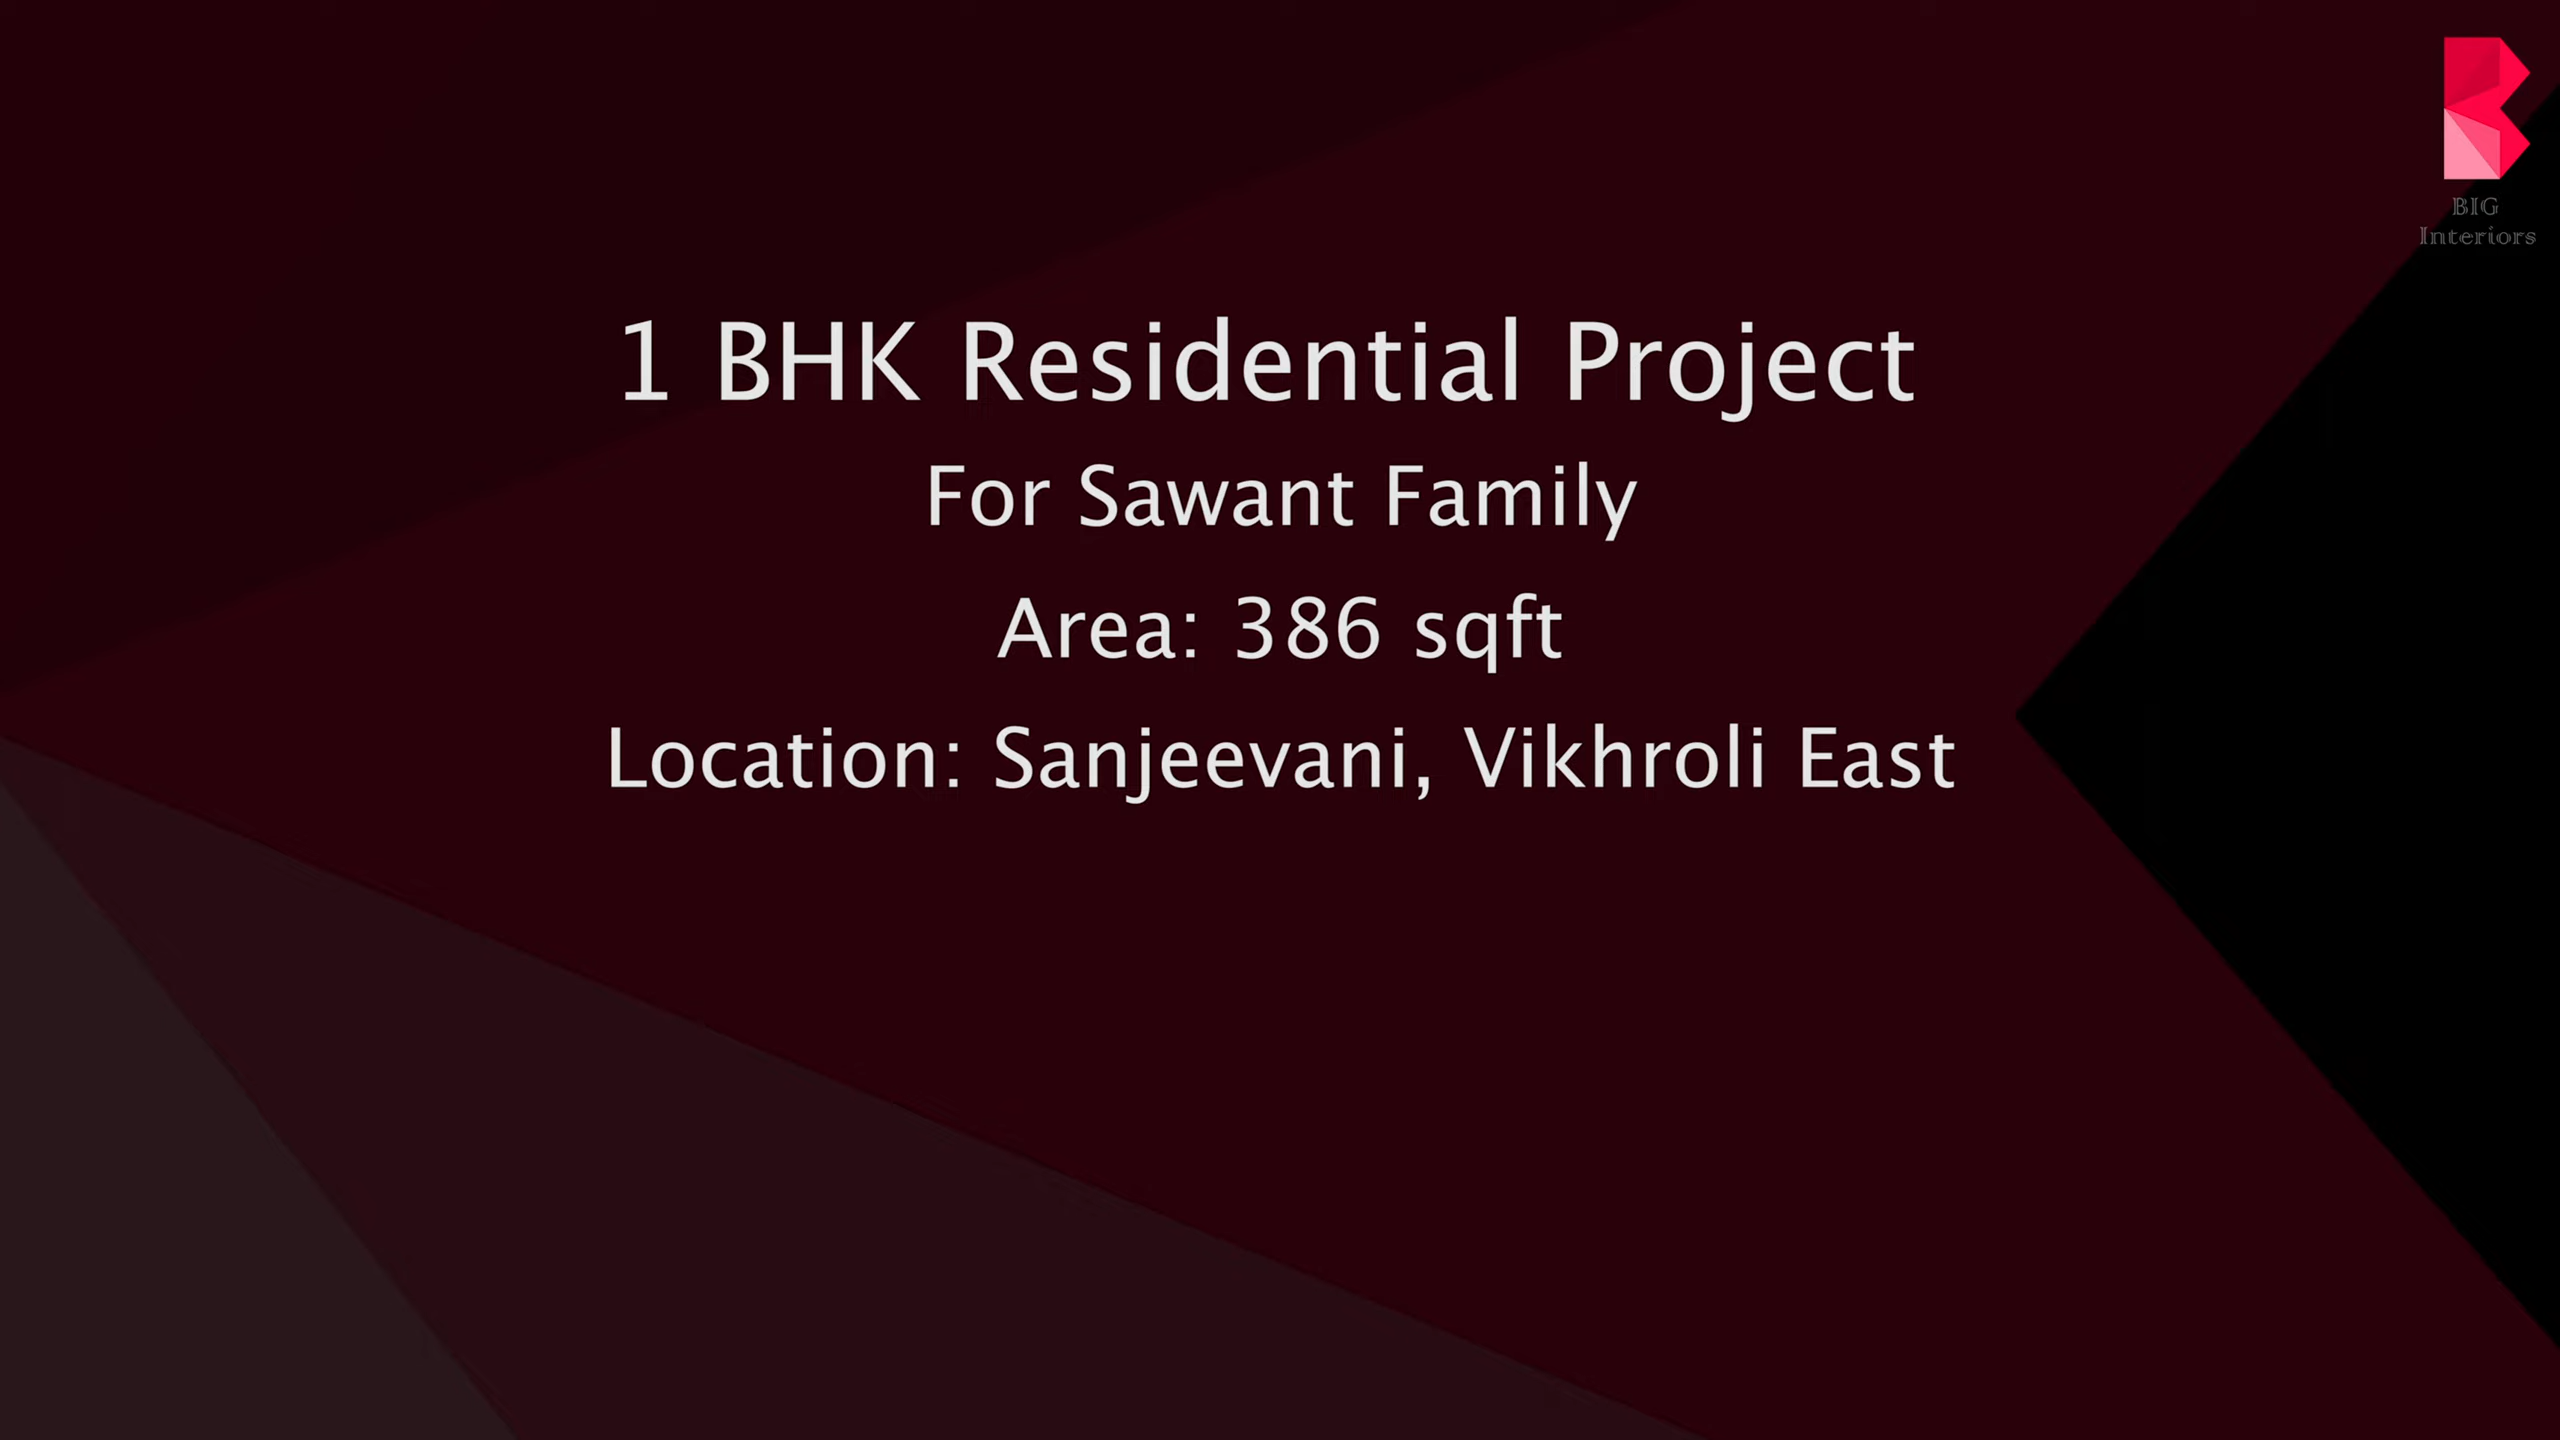 BIG
Interiors
1 BHK Residential Project
For Sawant Family
Area: 386 sqft
Location: Sanjeevani, Vikhroli East